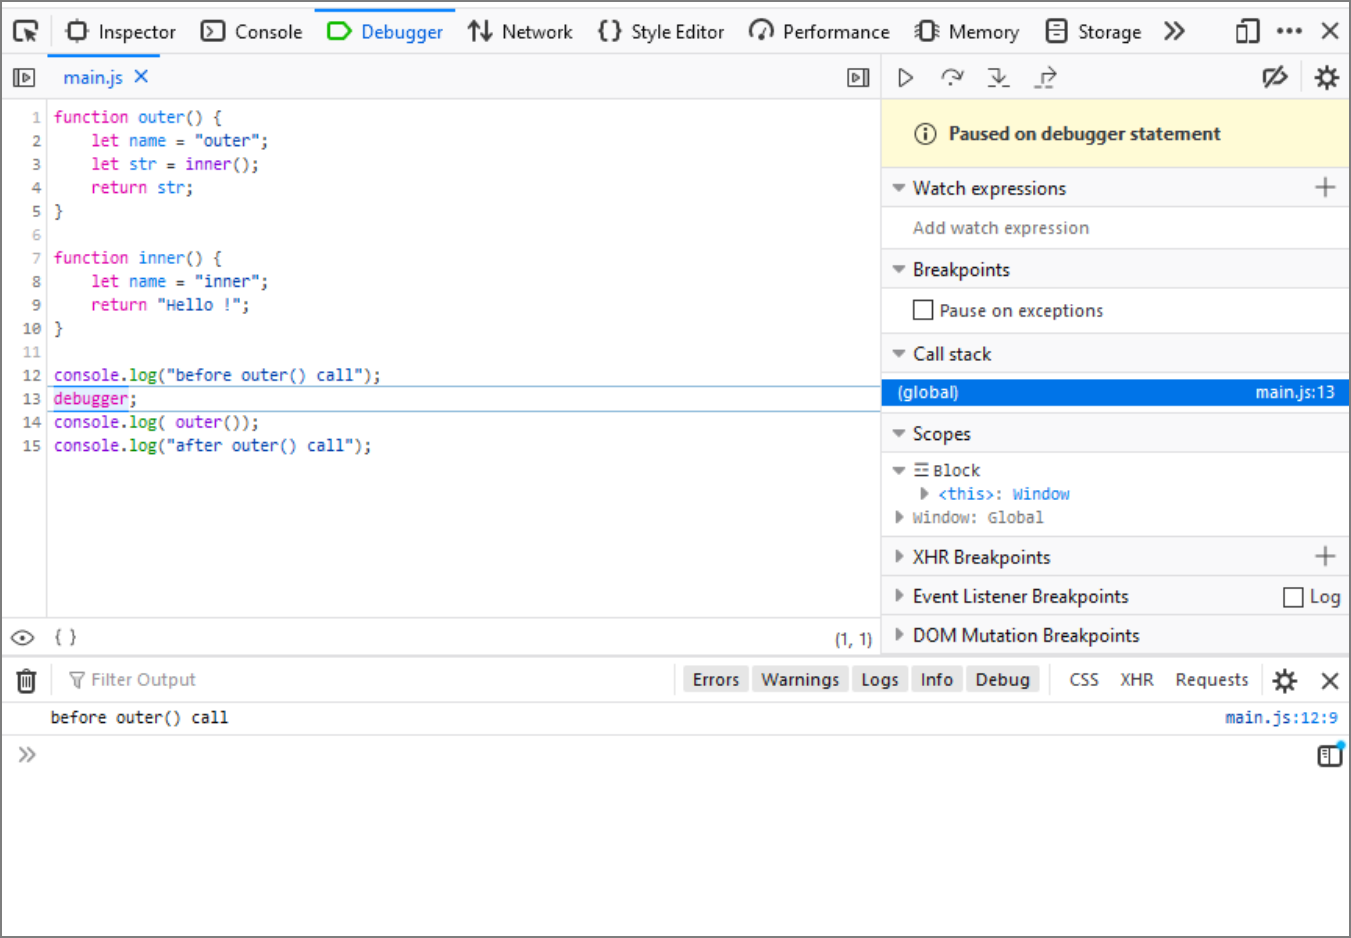 Inspector Console Debugger Network Style Editor Performance Memory Storage
main.js
1 function outer() {
2 let name = "outer";
3 let str = inner();
4 return str;
5 }
6
7 function inner() {
8 let name = "inner";
9 return "Hello !";
10 }
11
12 console.log("before outer() call");
13 debugger;
14 console.log( outer());
15 console.log("after outer() call");
{ } (1, 1)
Paused on debugger statement
Watch expressions
Add watch expression
Breakpoints
Pause on exceptions
Call stack
(global) main.js:13
Scopes
Block
<this>: Window
Window: Global
XHR Breakpoints
Event Listener Breakpoints Log
DOM Mutation Breakpoints
Filter Output Errors Warnings Logs Info Debug CSS XHR Requests
before outer() call main.js:12:9